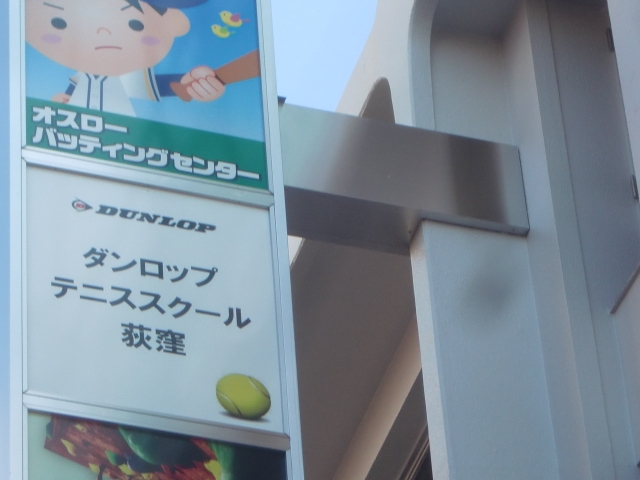 オスロー
バッティングセンター
DUNLOP
ダンロップ
テニススクール
荻窪